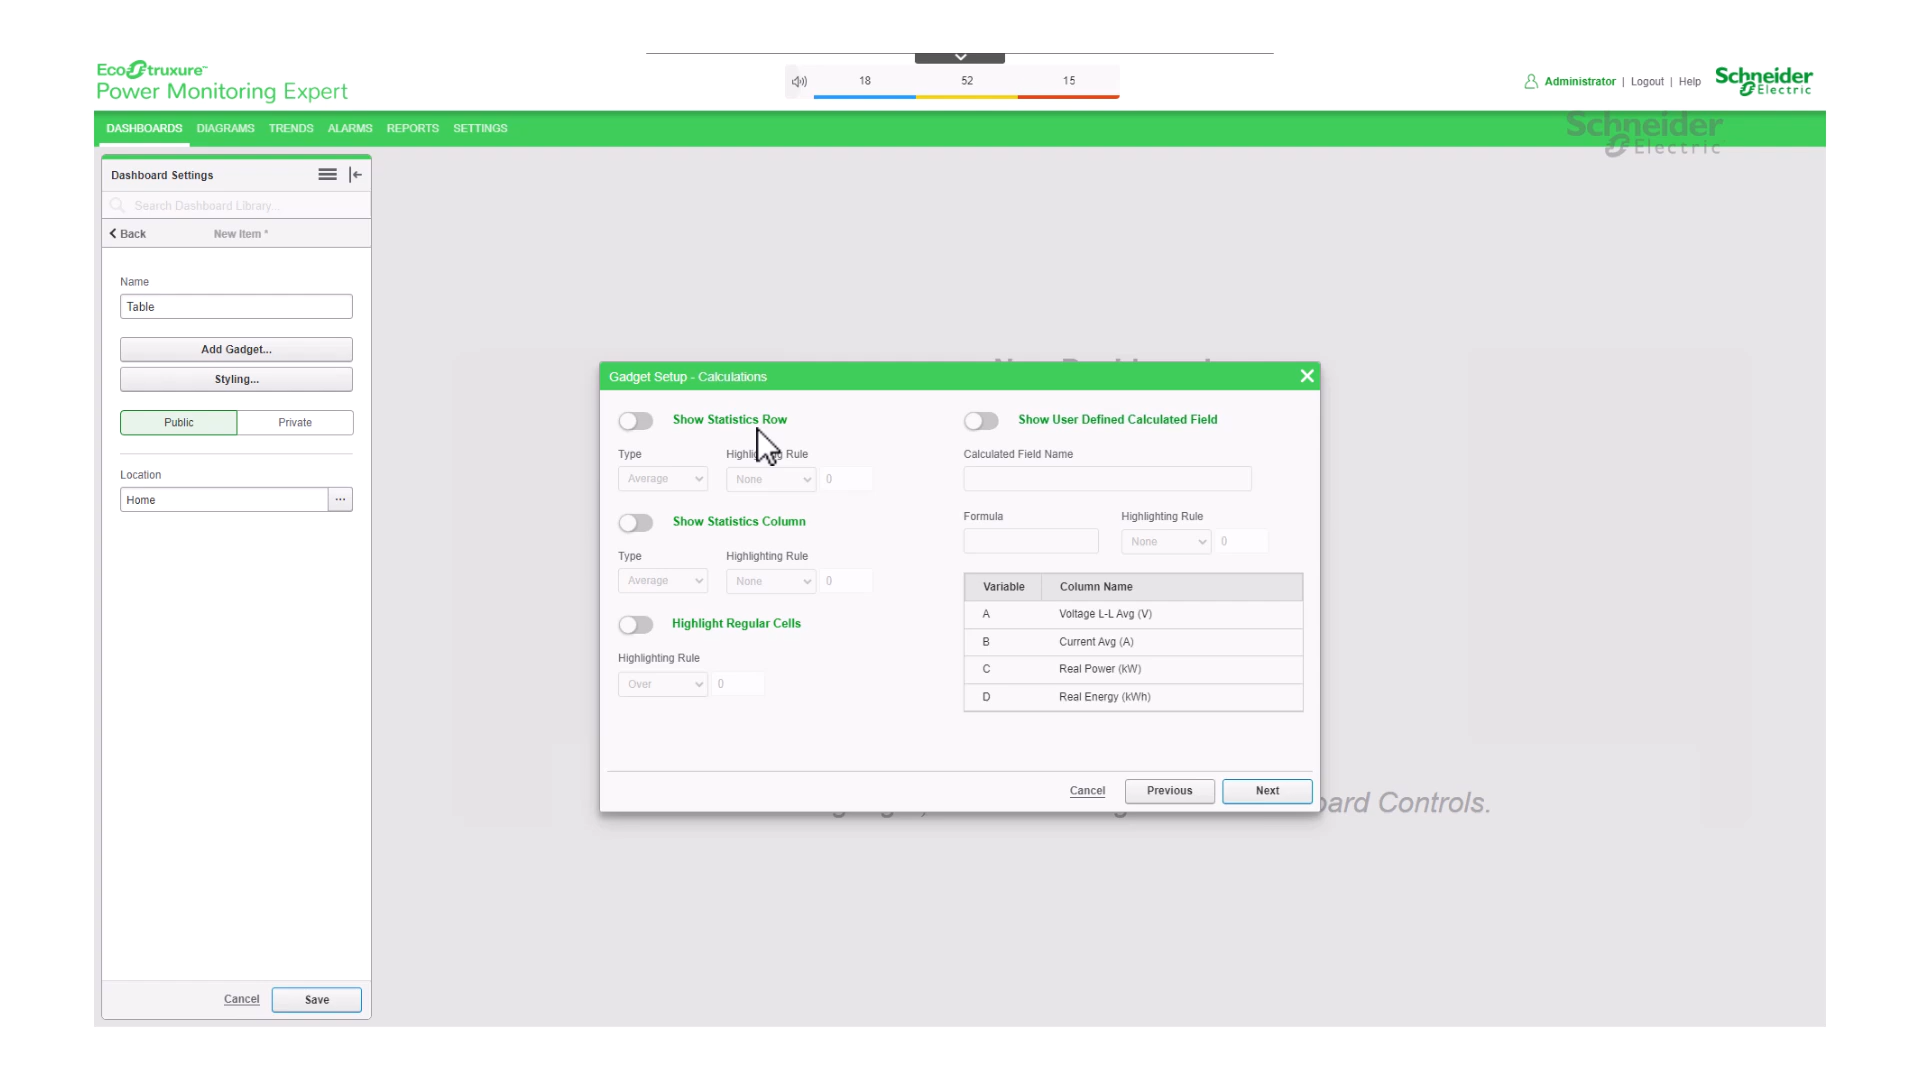 EcoStruxure™
Power Monitoring Expert
18 52 15
Administrator | Logout | Help
Schneider
Electric
DASHBOARDS DIAGRAMS TRENDS ALARMS REPORTS SETTINGS
Schneider
Electric
Dashboard Settings
Search Dashboard Library...
Back
New Item *
Name
Table
Add Gadget...
Styling...
Public Private
Location
Home
...
Cancel
Save
Gadget Setup - Calculations
Show Statistics Row
Type
Highlighting Rule
Average
None
0
Show Statistics Column
Type
Highlighting Rule
Average
None
0
Highlight Regular Cells
Highlighting Rule
Over
0
Show User Defined Calculated Field
Calculated Field Name
Formula
Highlighting Rule
None
0
Variable Column Name
A Voltage L-L Avg (V)
B Current Avg (A)
C Real Power (kW)
D Real Energy (kWh)
Cancel
Previous
Next
Controls.